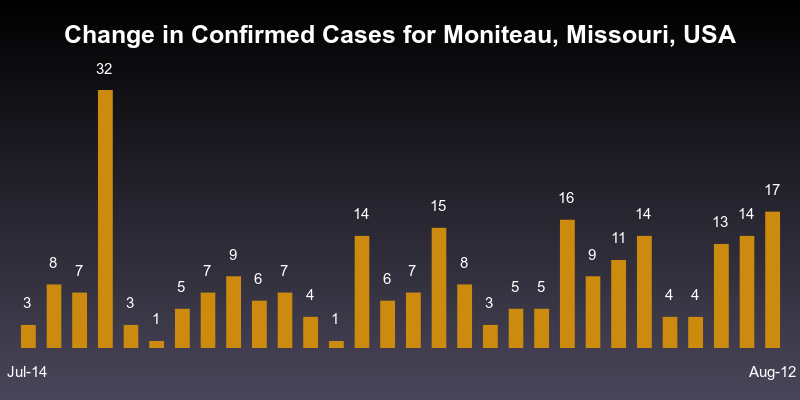 Change in Confirmed Cases for Moniteau, Missouri, USA
3 8 7 32 3 1 5 7 9 6 7 4 1 14 6 7 15 8 3 5 5 16 9 11 14 4 4 13 14 17
Jul-14 Aug-12